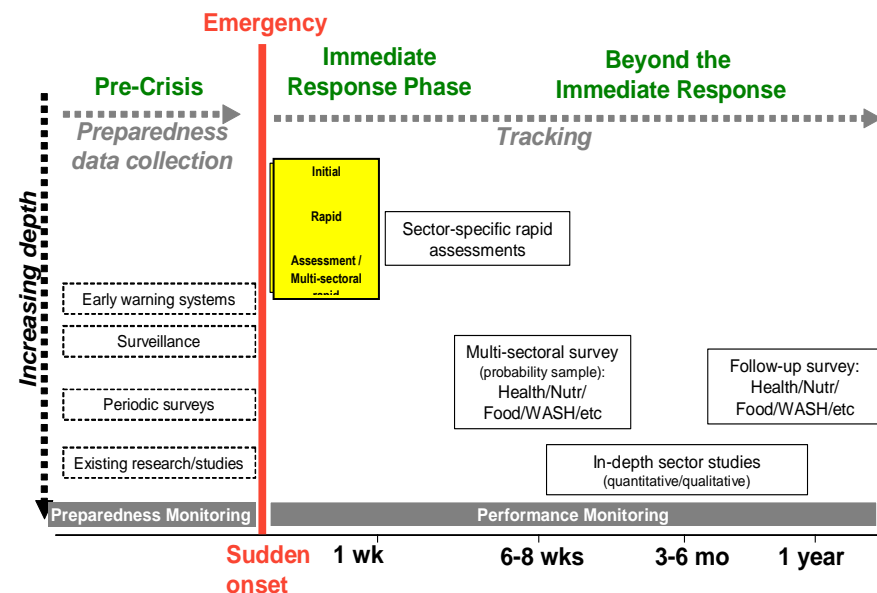 Emergency
Immediate
Response Phase
Beyond the
Immediate Response
Pre-Crisis
Preparedness
data collection
Tracking
Increasing depth
Initial
Rapid
Assessment /
Multi-sectoral
rapid
Sector-specific rapid
assessments
Early warning systems
Surveillance
Periodic surveys
Existing research/studies
Multi-sectoral survey
(probability sample):
Health/Nutr/
Food/WASH/etc
Follow-up survey:
Health/Nutr/
Food/WASH/etc
In-depth sector studies
(quantitative/qualitative)
Preparedness Monitoring
Performance Monitoring
Sudden
onset
1 wk
6-8 wks
3-6 mo
1 year